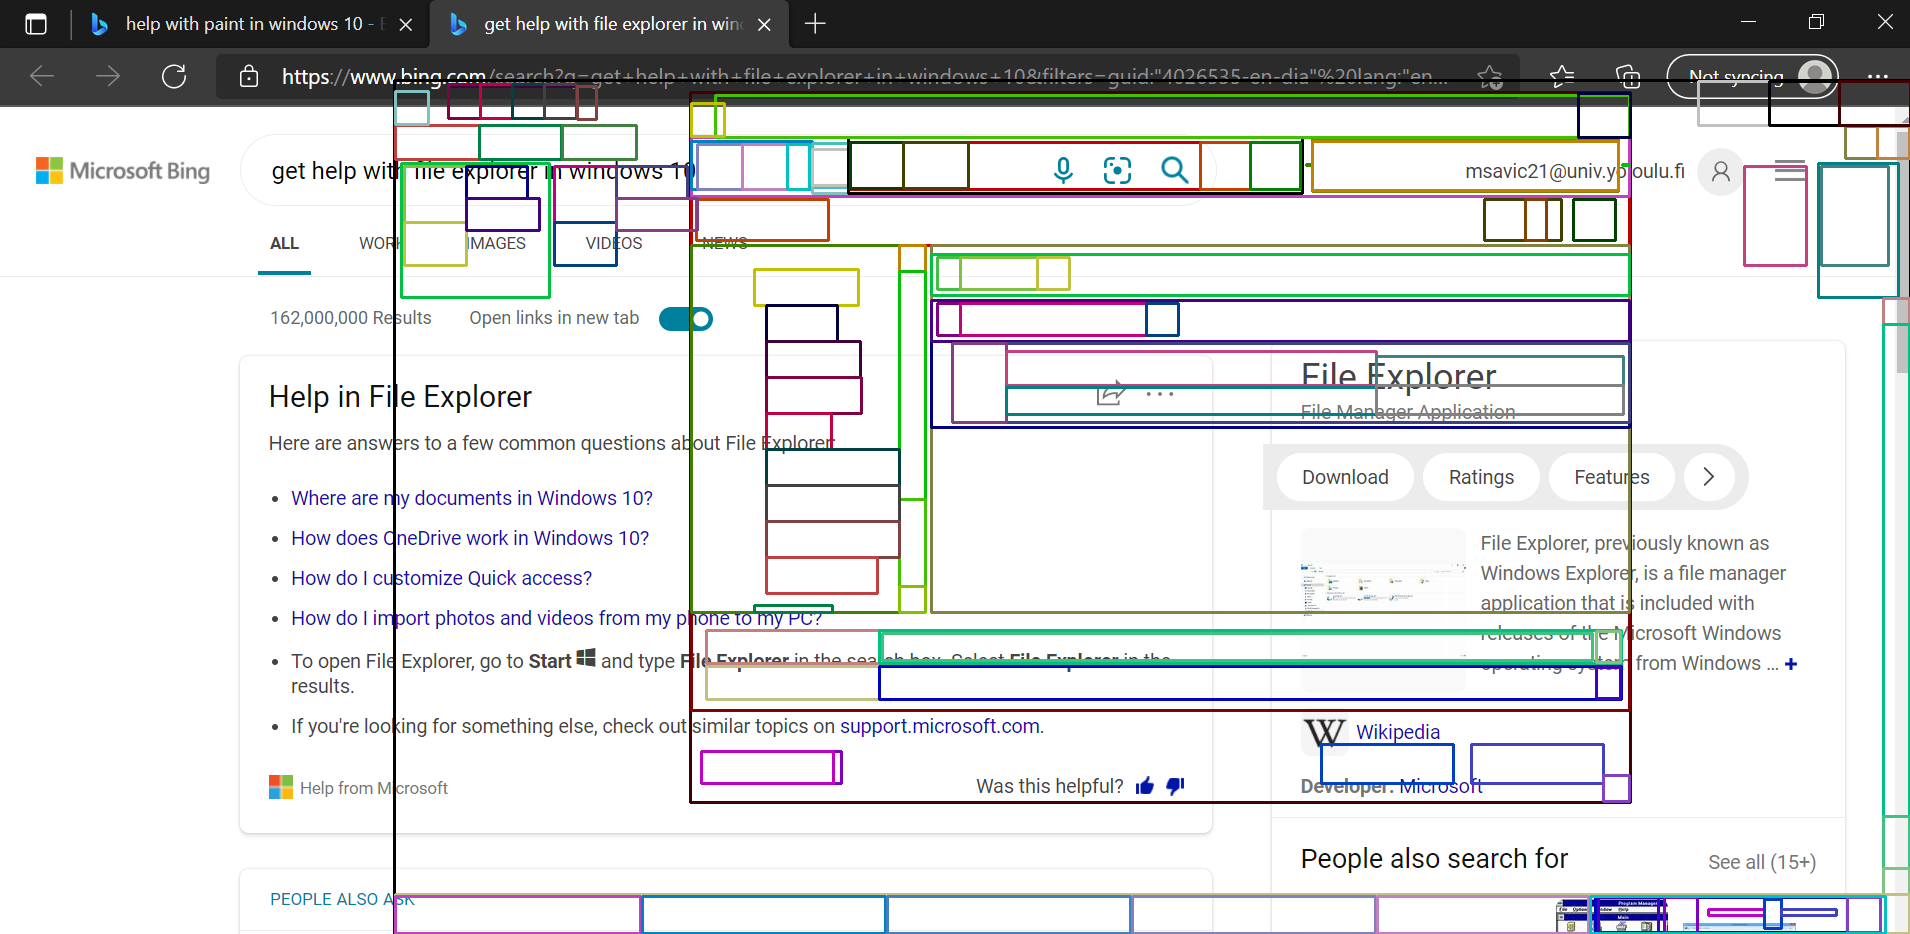 help with paint in windows 10 -
get help with file explorer in win
https://www.bing.com/search?q=get+help+with+file+explorer+in+windows+10&filters=guid:"4026535-en-dia"%20lang:"en...
Not syncing
Microsoft Bing
get help with file explorer in windows 10
msavic21@univ.yo.oulu.fi
ALL
WORK
IMAGES
VIDEOS
NEWS
162,000,000 Results
Open links in new tab
Help in File Explorer
Here are answers to a few common questions about File Explorer
Where are my documents in Windows 10?
How does OneDrive work in Windows 10?
How do I customize Quick access?
How do I import photos and videos from my phone to my PC?
To open File Explorer, go to Start and type File Explorer in the search box. Select File Explorer in the
results.
If you're looking for something else, check out similar topics on support.microsoft.com.
Help from Microsoft
Was this helpful?
PEOPLE ALSO ASK
File Explorer
File Manager Application
Download
Ratings
Features
File Explorer, previously known as
Windows Explorer, is a file manager
application that is included with
releases of the Microsoft Windows
operating system from Windows ... +
Wikipedia
Developer: Microsoft
People also search for
See all (15+)
Program Manager
Main